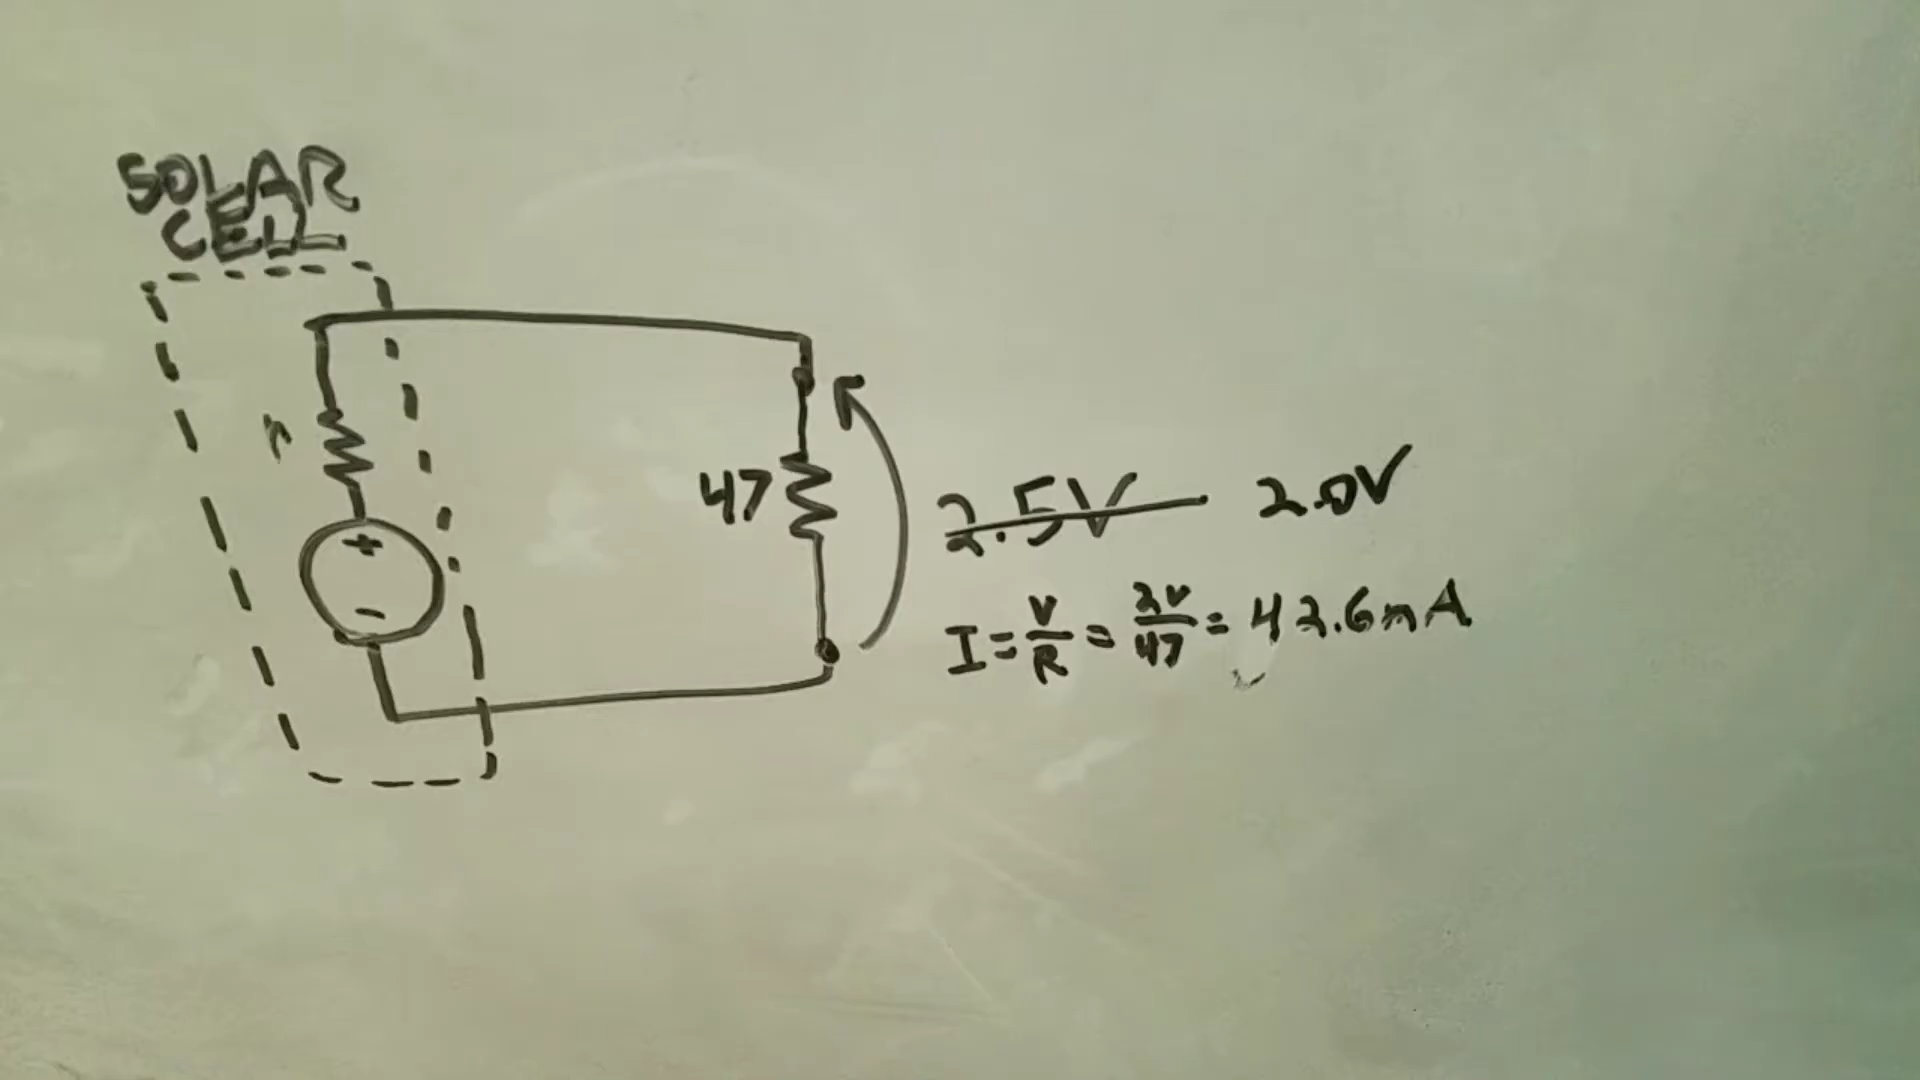 SOLAR
CELL
+
r
-
47
2.5V 2.0V
I = V/R = 2V/47 = 42.6mA